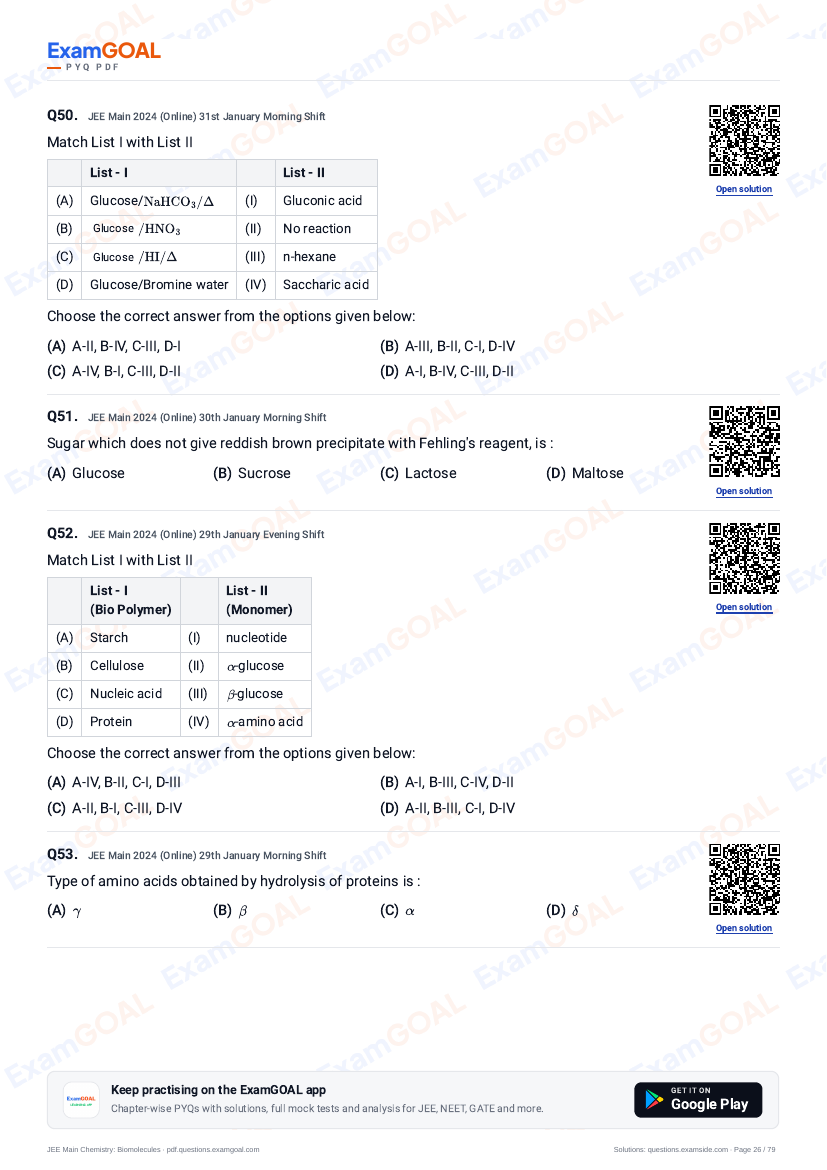 ExamGOAL
PYQ PDF
Q50. JEE Main 2024 (Online) 31st January Morning Shift
Match List I with List II
List - I List - II
(A) Glucose/NaHCO₃/Δ (I) Gluconic acid
(B) Glucose /HNO₃ (II) No reaction
(C) Glucose /HI/Δ (III) n-hexane
(D) Glucose/Bromine water (IV) Saccharic acid
Choose the correct answer from the options given below:
(A) A-II, B-IV, C-III, D-I (B) A-III, B-II, C-I, D-IV
(C) A-IV, B-I, C-III, D-II (D) A-I, B-IV, C-III, D-II
Open solution
Q51. JEE Main 2024 (Online) 30th January Morning Shift
Sugar which does not give reddish brown precipitate with Fehling's reagent, is :
(A) Glucose (B) Sucrose (C) Lactose (D) Maltose
Open solution
Q52. JEE Main 2024 (Online) 29th January Evening Shift
Match List I with List II
List - I List - II
(Bio Polymer) (Monomer)
(A) Starch (I) nucleotide
(B) Cellulose (II) α-glucose
(C) Nucleic acid (III) β-glucose
(D) Protein (IV) α-amino acid
Choose the correct answer from the options given below:
(A) A-IV, B-II, C-I, D-III (B) A-I, B-III, C-IV, D-II
(C) A-II, B-I, C-III, D-IV (D) A-II, B-III, C-I, D-IV
Open solution
Q53. JEE Main 2024 (Online) 29th January Morning Shift
Type of amino acids obtained by hydrolysis of proteins is :
(A) γ (B) β (C) α (D) δ
Open solution
ExamGOAL
Keep practising on the ExamGOAL app
Chapter-wise PYQs with solutions, full mock tests and analysis for JEE, NEET, GATE and more.
GET IT ON
Google Play
JEE Main Chemistry: Biomolecules · pdf.questions.examgoal.com Solutions: questions.examside.com · Page 26 / 79